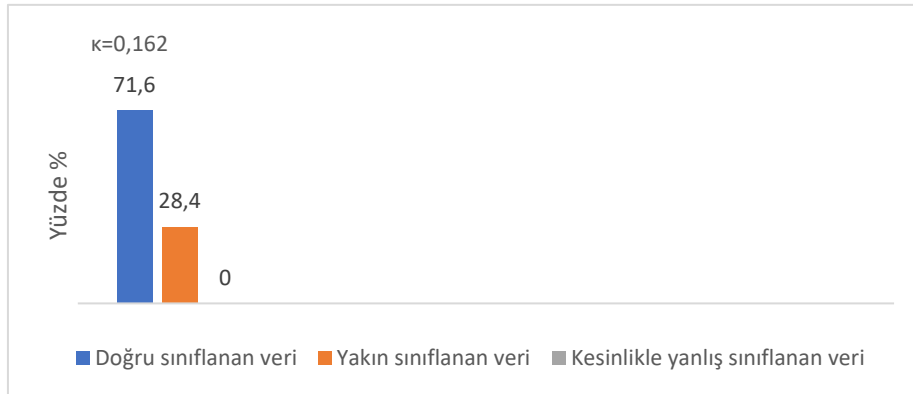 κ=0,162
71,6
28,4
0
Yüzde %
Doğru sınıflanan veri Yakın sınıflanan veri Kesinlikle yanlış sınıflanan veri